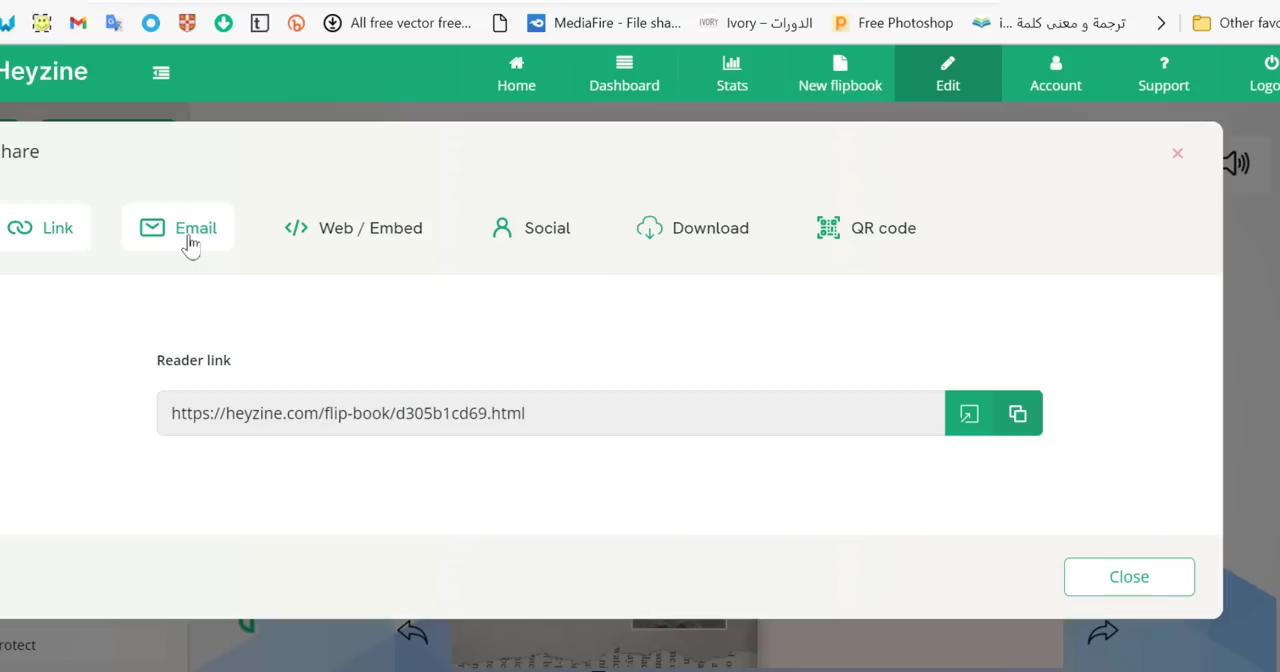 All free vector free...
MediaFire - File sha...
IVORY
Ivory – الدورات
Free Photoshop
ترجمة و معنى كلمة i...
Other favo
Heyzine
Home
Dashboard
Stats
New flipbook
Edit
Account
Support
Logo
hare
Link
Email
Web / Embed
Social
Download
QR code
Reader link
https://heyzine.com/flip-book/d305b1cd69.html
Close
rotect